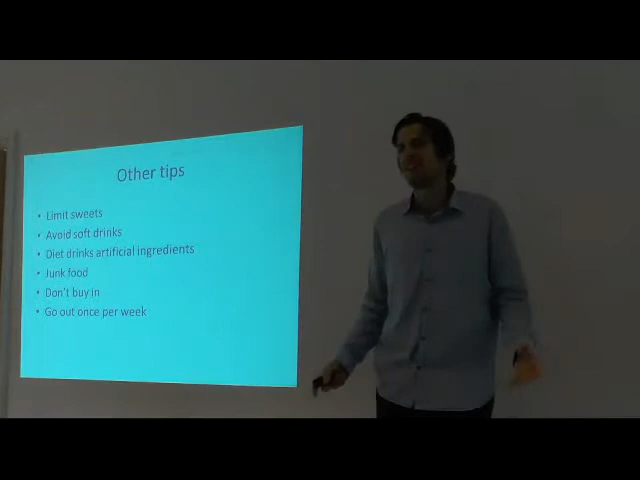 Other tips
• Limit sweets
• Avoid soft drinks
• Diet drinks artificial ingredients
• Junk food
• Don't buy in
• Go out once per week